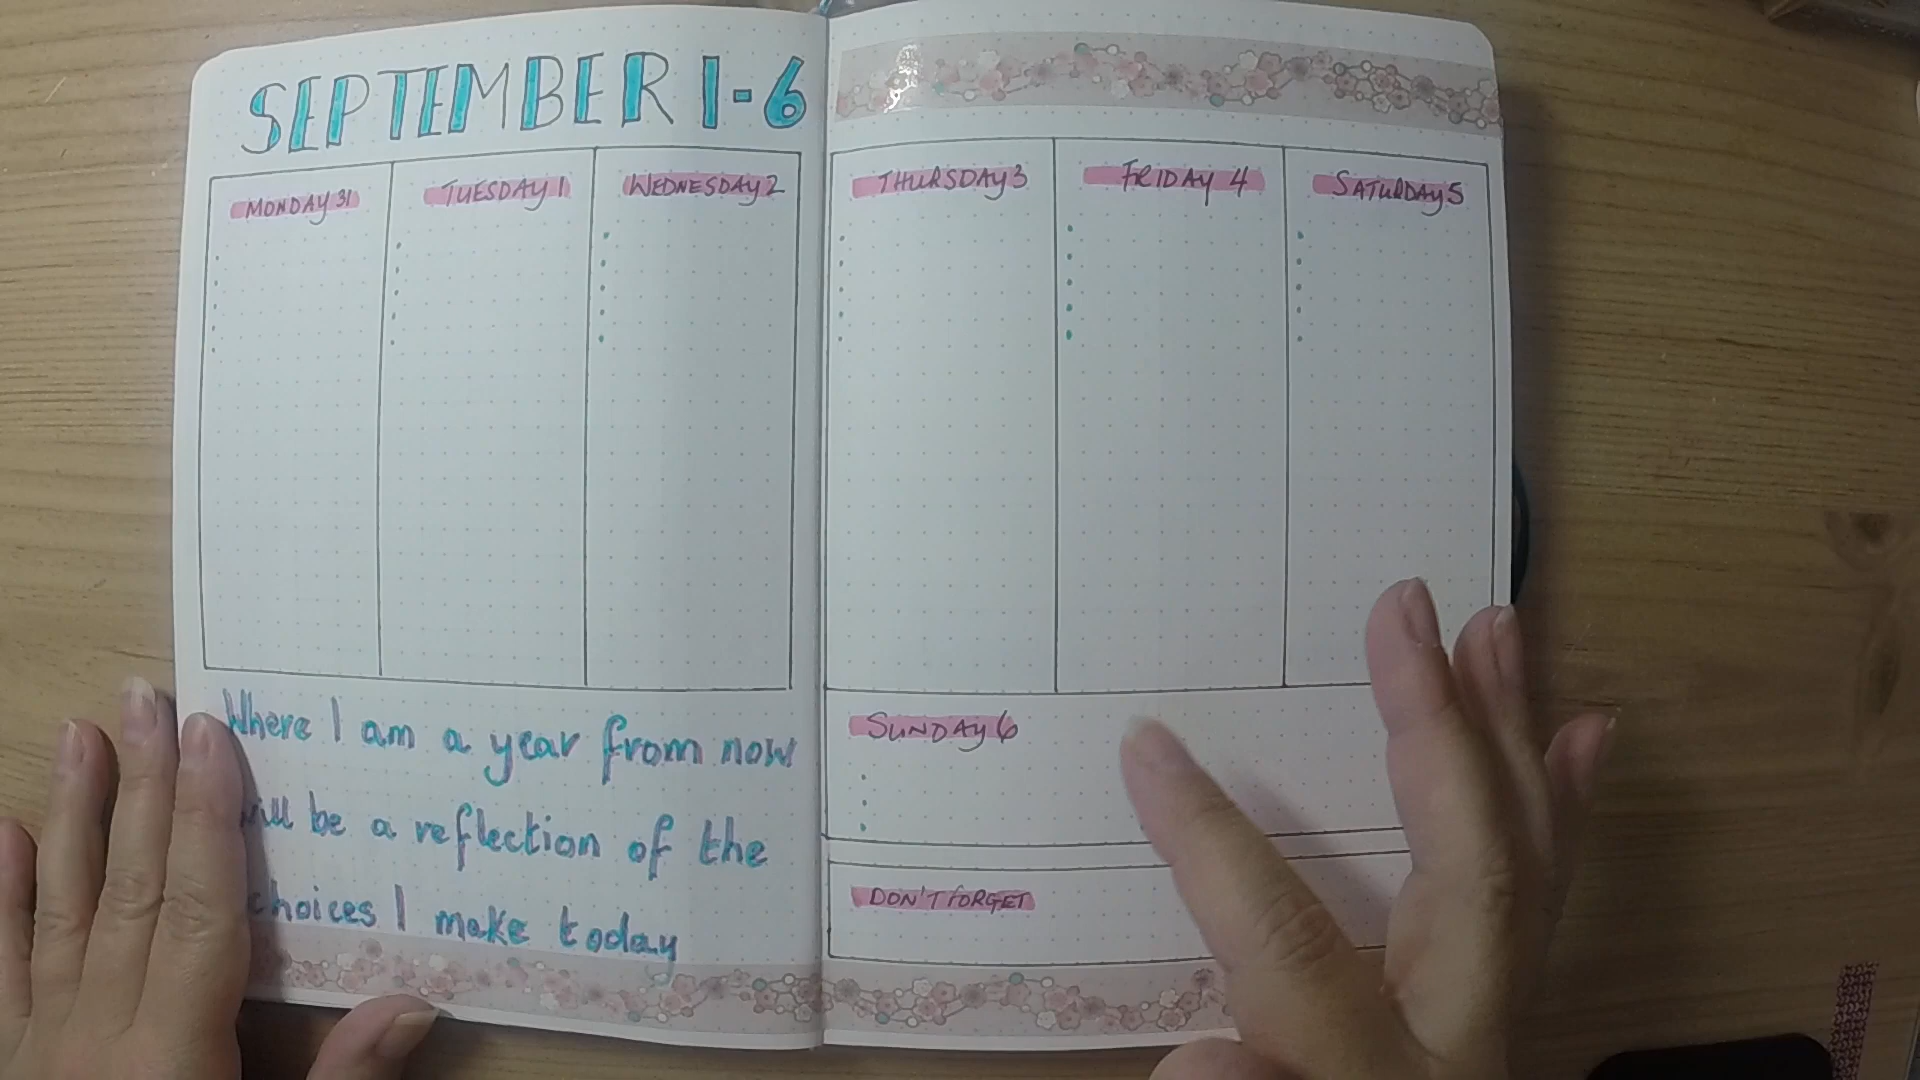 SEPTEMBER 1-6
MONDAY 31
TUESDAY 1
WEDNESDAY 2
THURSDAY 3
FRIDAY 4
SATURDAY 5
Where I am a year from now
will be a reflection of the
choices I make today
SUNDAY 6
DON'T FORGET